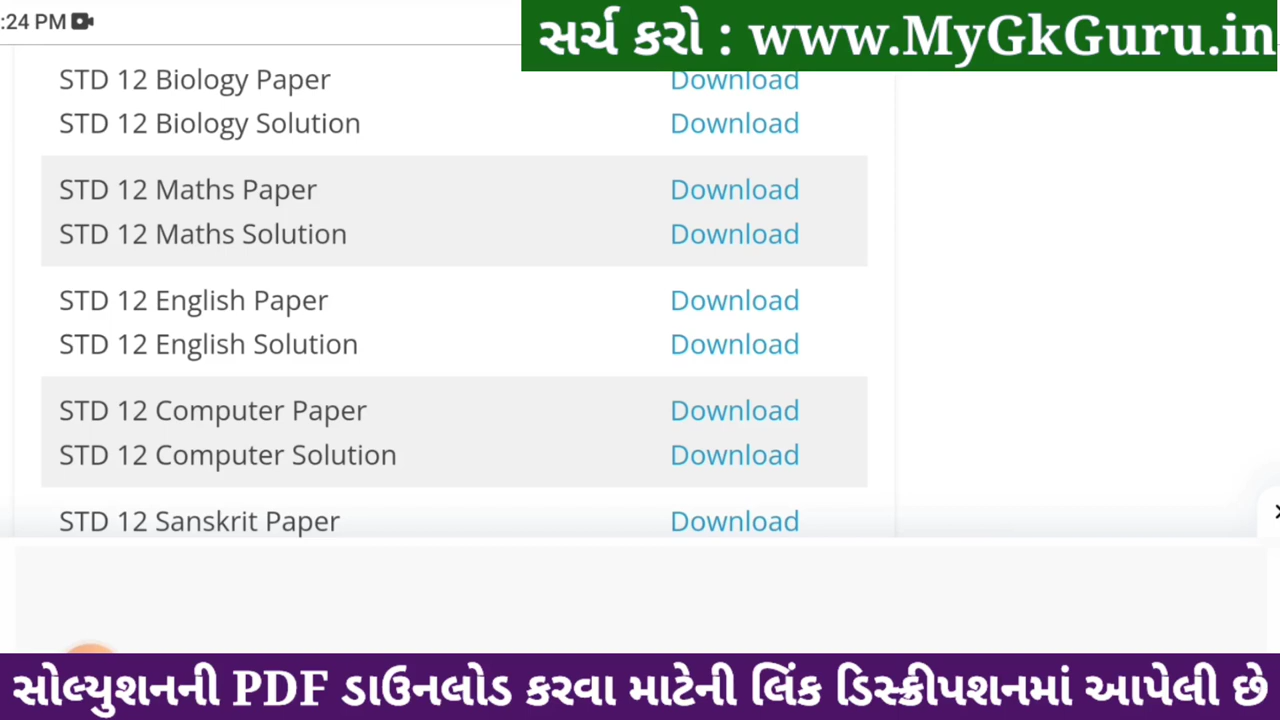 :24 PM
સર્ચ કરો : www.MyGkGuru.in
STD 12 Biology Paper Download
STD 12 Biology Solution Download
STD 12 Maths Paper Download
STD 12 Maths Solution Download
STD 12 English Paper Download
STD 12 English Solution Download
STD 12 Computer Paper Download
STD 12 Computer Solution Download
STD 12 Sanskrit Paper Download
સોલ્યુશનની PDF ડાઉનલોડ કરવા માટેની લિંક ડિસ્ક્રીપશનમાં આપેલી છે